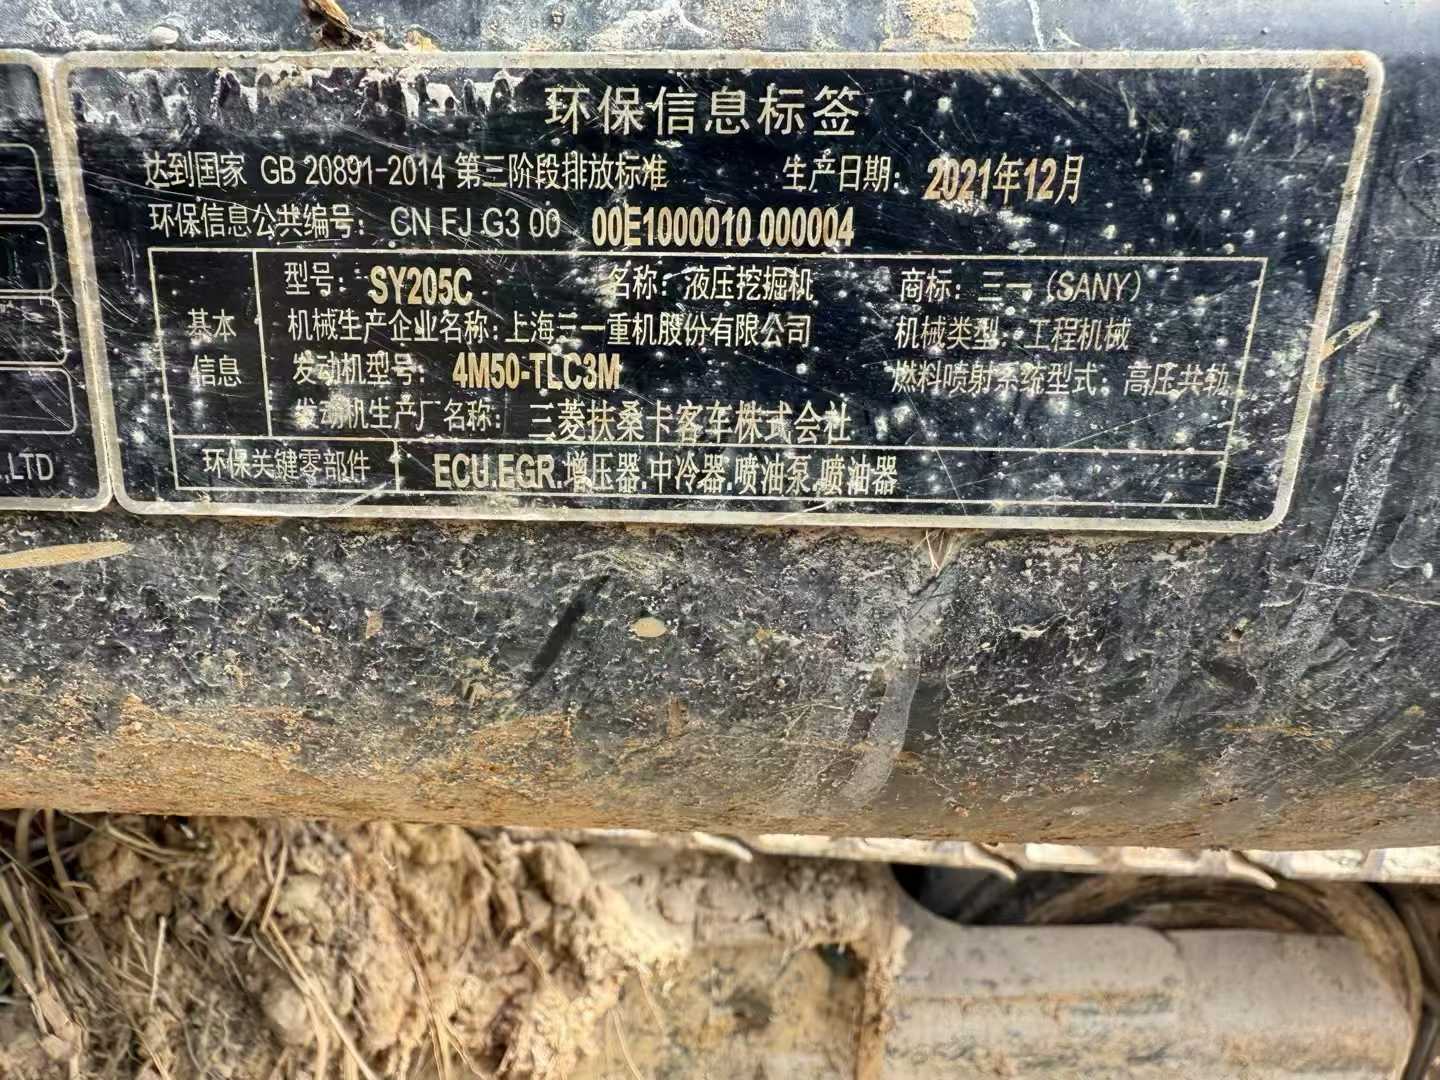 环保信息标签
达到国家 GB 20891-2014 第三阶段排放标准 生产日期: 2021年12月
环保信息公共编号: CN FJ G3 00 00E1000010 000004
型号: SY205C 名称: 液压挖掘机 商标: 三一 (SANY)
基本 机械生产企业名称: 上海三一重机股份有限公司 机械类型: 工程机械
信息 发动机型号: 4M50-TLC3M 燃料喷射系统型式: 高压共轨
发动机生产厂名称: 三菱扶桑卡客车株式会社
环保关键零部件 ECU.EGR.增压器.中冷器.喷油泵.喷油器
.,LTD